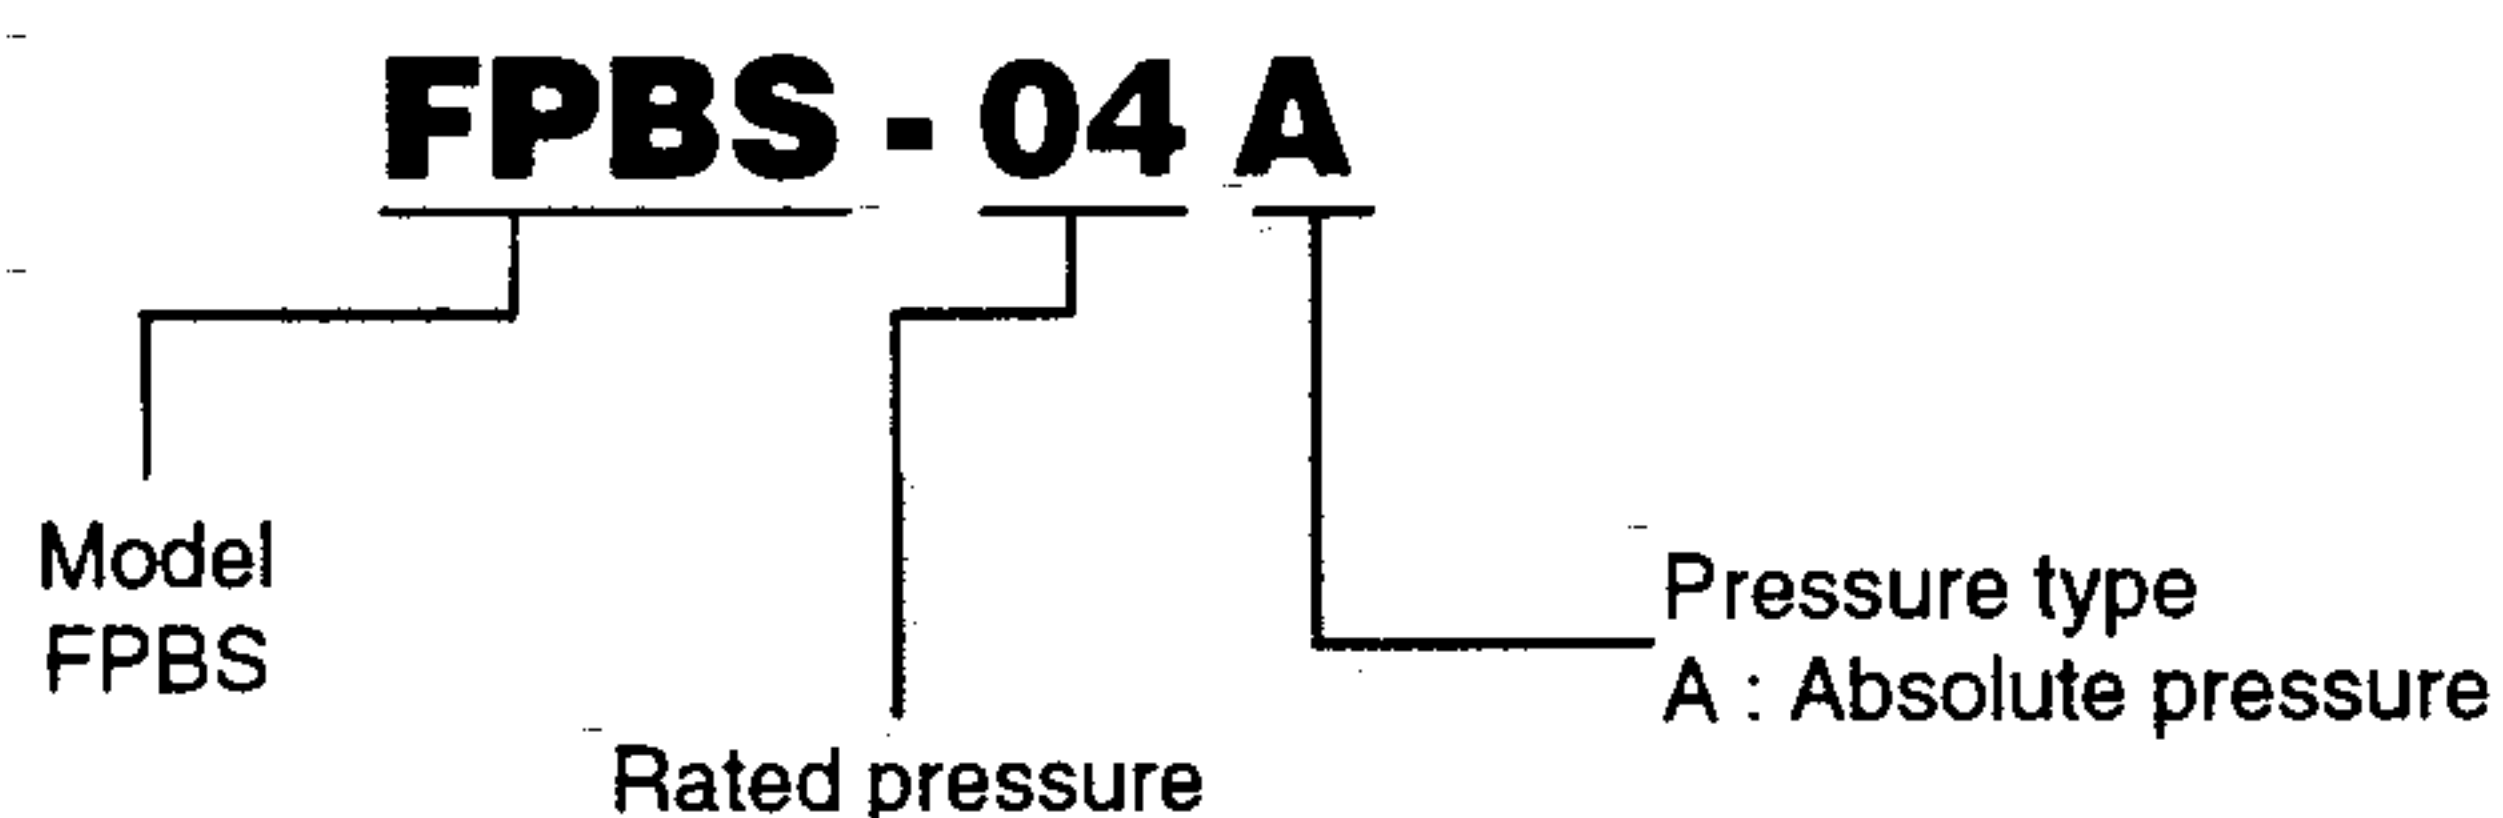 FPBS - 04 A
Model
FPBS
Rated pressure
Pressure type
A : Absolute pressure